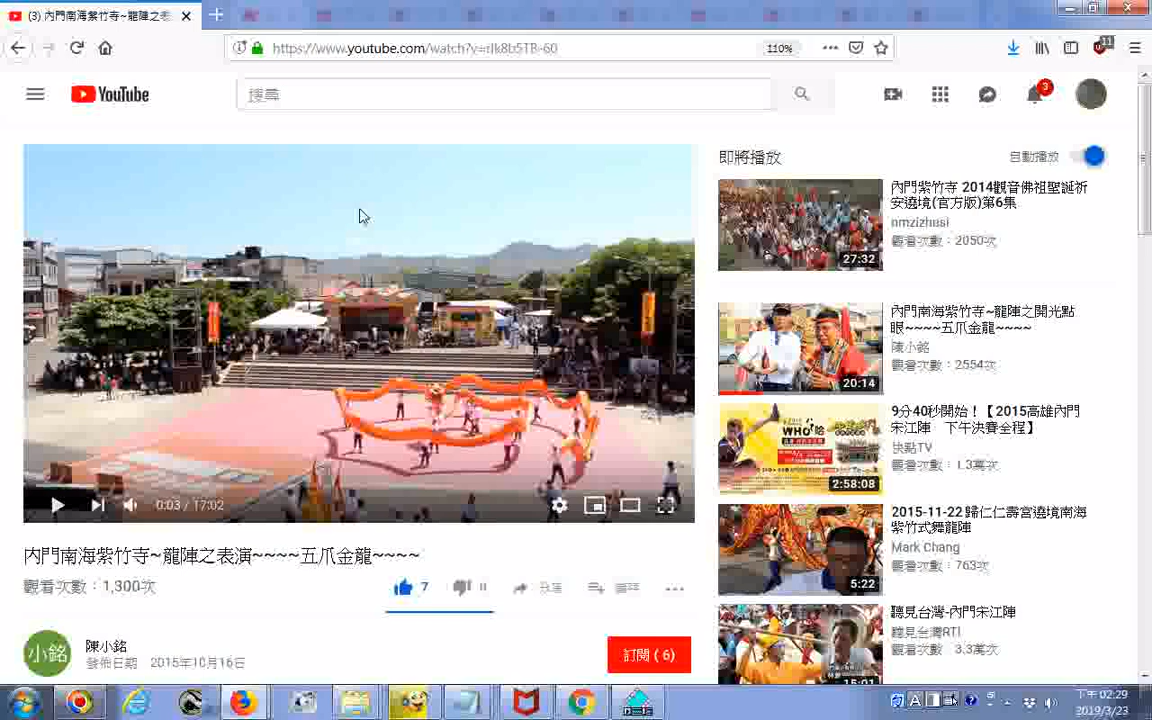 (3) 內門南海紫竹寺~龍陣之表
https://www.youtube.com/watch?v=rJk8b5TB-60
110%
11
YouTube
搜尋
3
即將播放
自動播放
內門紫竹寺 2014觀音佛祖聖誕祈
安遶境(官方版)第6集
nmzizhusi
觀看次數：2050次
27:32
內門南海紫竹寺~龍陣之開光點
眼~~~~五爪金龍~~~~
陳小銘
觀看次數：2554次
20:14
9分40秒開始！【2015高雄內門
宋江陣 下午決賽全程】
快點TV
觀看次數：1.3萬次
2:58:08
2015-11-22 歸仁仁壽宮遶境南海
紫竹式舞龍陣
Mark Chang
觀看次數：763次
5:22
聽見台灣-內門宋江陣
聽見台灣RTI
觀看次數：3.3萬次
15:01
0:03 / 17:02
內門南海紫竹寺~龍陣之表演~~~~五爪金龍~~~~
觀看次數：1,300次
7
0
分享
小銘
陳小銘
發佈日期 2015年10月16日
訂閱 ( 6)
下午 02:29
2019/3/23